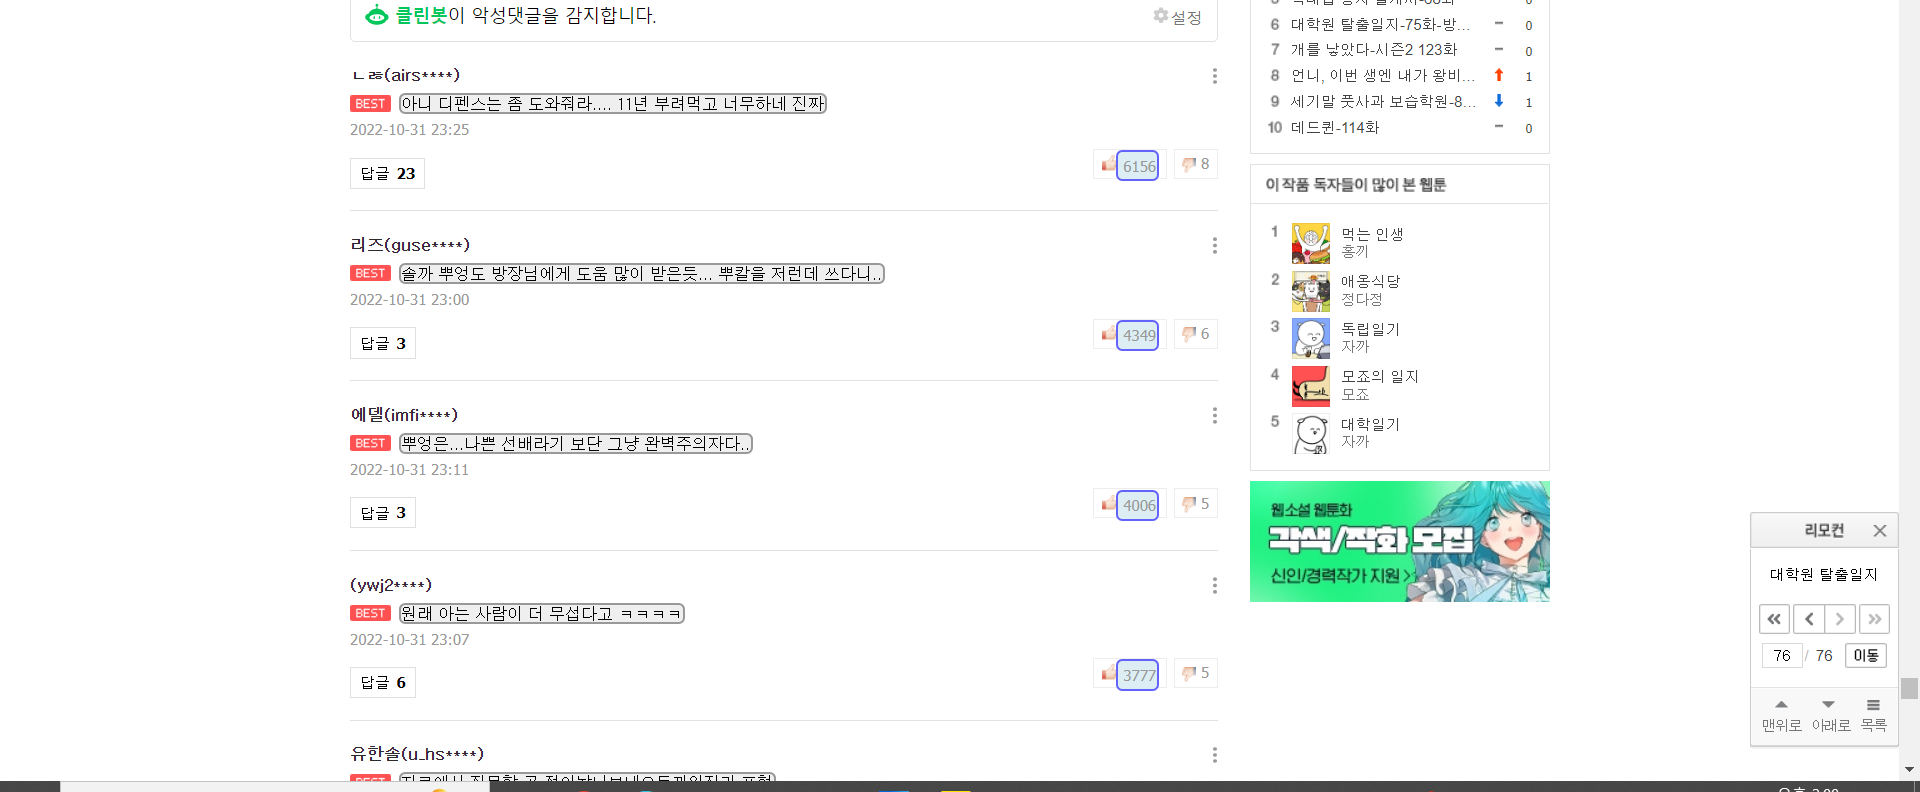 클린봇이 악성댓글을 감지합니다.
설정
ㄴㄹㅎ(airs****)
BEST 아니 디펜스는 좀 도와줘라.... 11년 부려먹고 너무하네 진짜
2022-10-31 23:25
답글 23
6156
8
리즈(guse****)
BEST 솔까 뿌엉도 방장님에게 도움 많이 받은듯... 뿌칼을 저런데 쓰다니..
2022-10-31 23:00
답글 3
4349
6
에델(imfi****)
BEST 뿌엉은...나쁜 선배라기 보단 그냥 완벽주의자다..
2022-10-31 23:11
답글 3
4006
5
(ywj2****)
BEST 원래 아는 사람이 더 무섭다고 ㅋㅋㅋㅋ
2022-10-31 23:07
답글 6
3777
5
유한솔(u_hs****)
6 대학원 탈출일지-75화-방... - 0
7 개를 낳았다-시즌2 123화 - 0
8 언니, 이번 생엔 내가 왕비... 1
9 세기말 풋사과 보습학원-8... 1
10 데드퀸-114화 - 0
이 작품 독자들이 많이 본 웹툰
1 먹는 인생
홍끼
2 애옹식당
정다정
3 독립일기
자까
4 모죠의 일지
모죠
5 대학일기
자까
웹소설 웹툰화
각색/작화 모집
신인/경력작가 지원 >
리모컨
대학원 탈출일지
76 / 76 이동
맨위로 아래로 목록